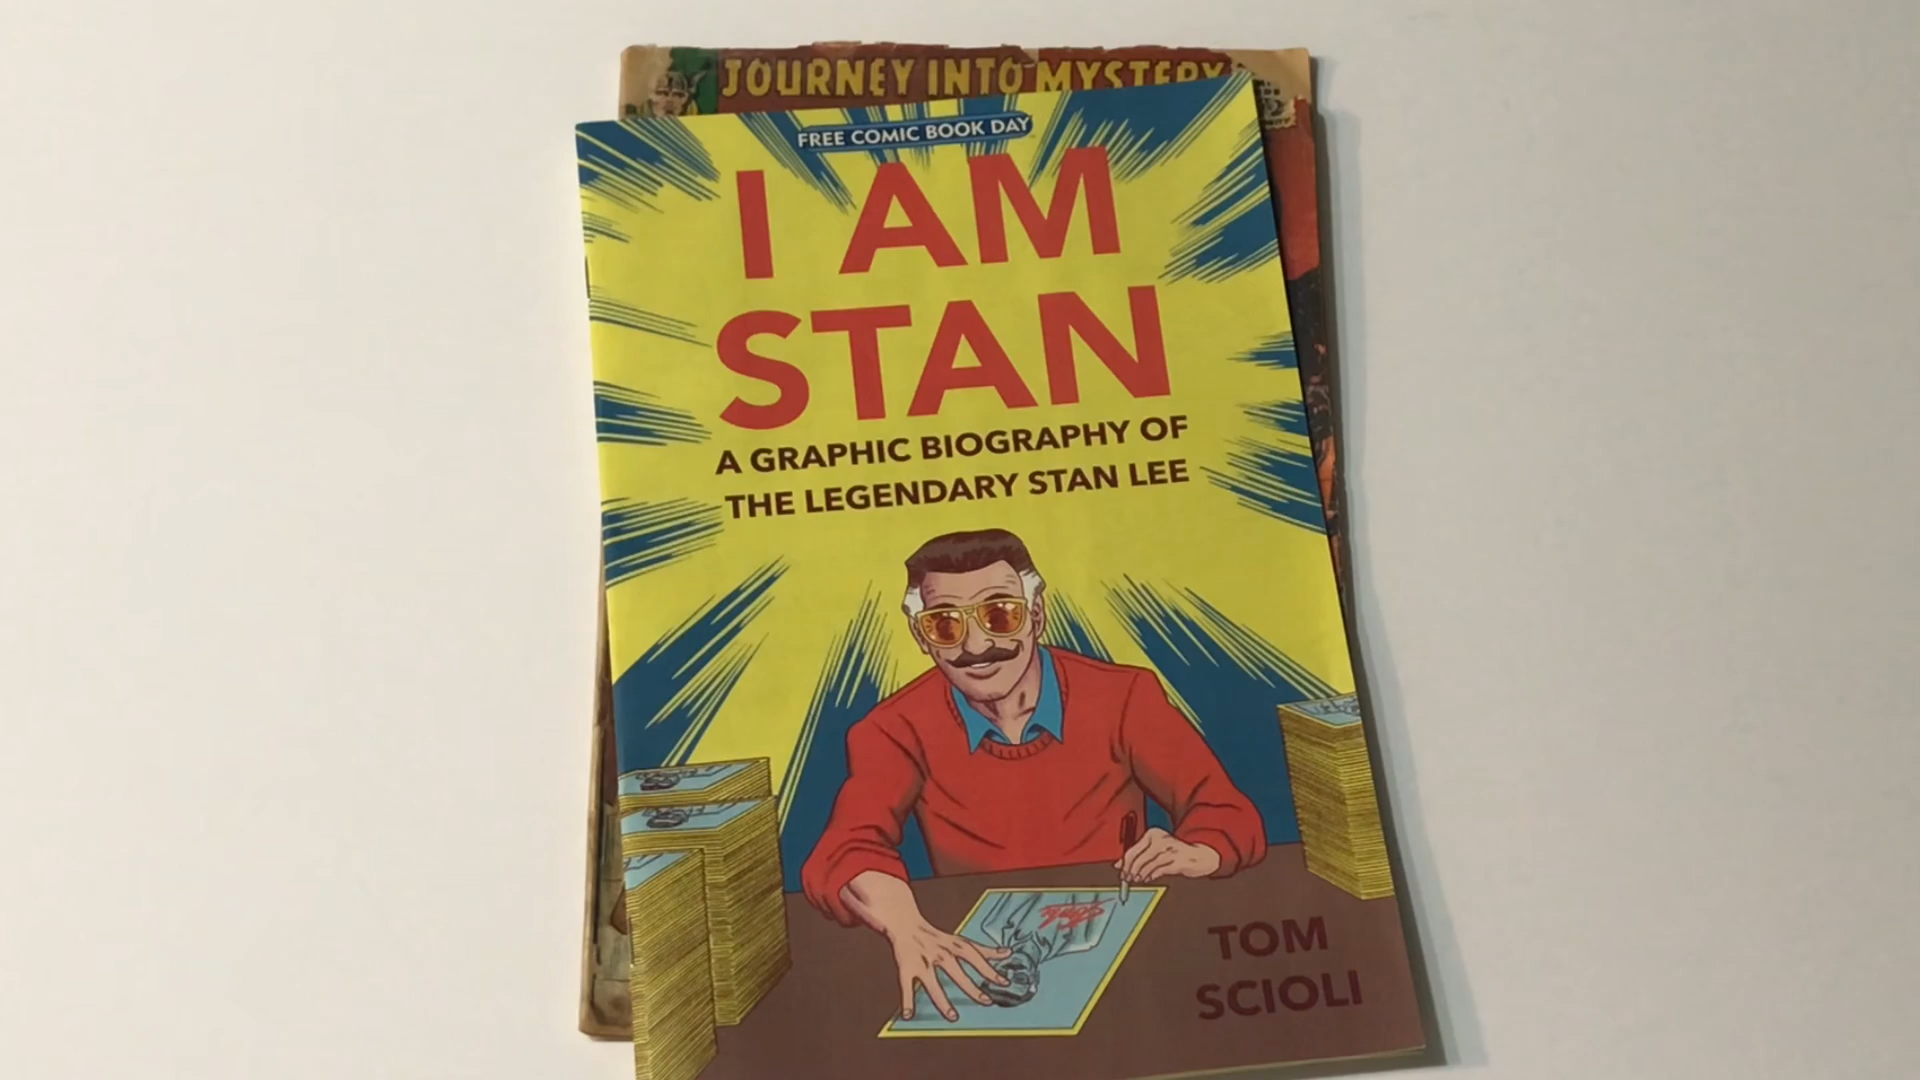 JOURNEY INTO MYSTERY
FREE COMIC BOOK DAY
I AM
STAN
A GRAPHIC BIOGRAPHY OF
THE LEGENDARY STAN LEE
TOM
SCIOLI